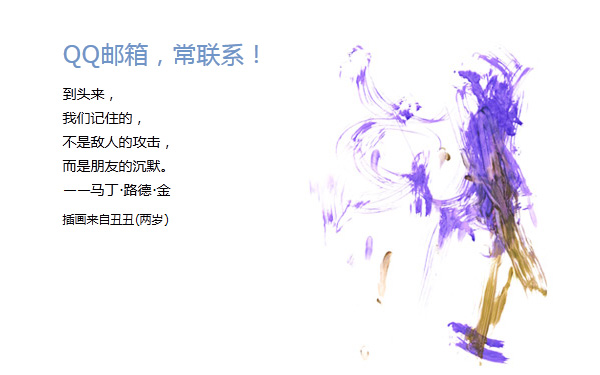 QQ邮箱，常联系！
到头来，
我们记住的，
不是敌人的攻击，
而是朋友的沉默。
——马丁·路德·金
插画来自丑丑(两岁)